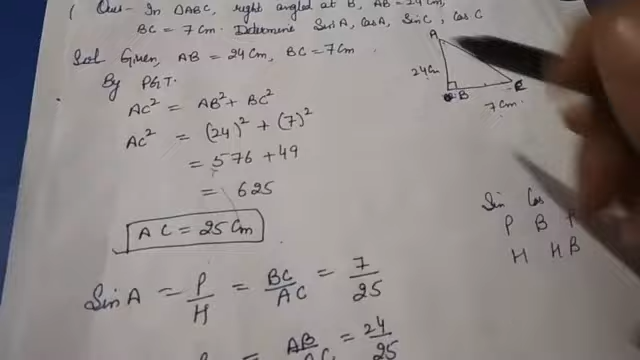 ( Ques- In ΔABC, right angled at B, AB = 24 Cm,
BC = 7 Cm. Determine Sin A, Cos A, Sin C, Cos C
Sol Given, AB = 24 Cm, BC = 7 Cm.
By PGT.
AC² = AB² + BC²
AC² = (24)² + (7)²
= 576 + 49
= 625
AC = 25 Cm
Sin A = P/H = BC/AC = 7/25
= AB/AC = 24/25
A
24 Cm
B
C
7 Cm.
Sin Cos
P B P
H H B